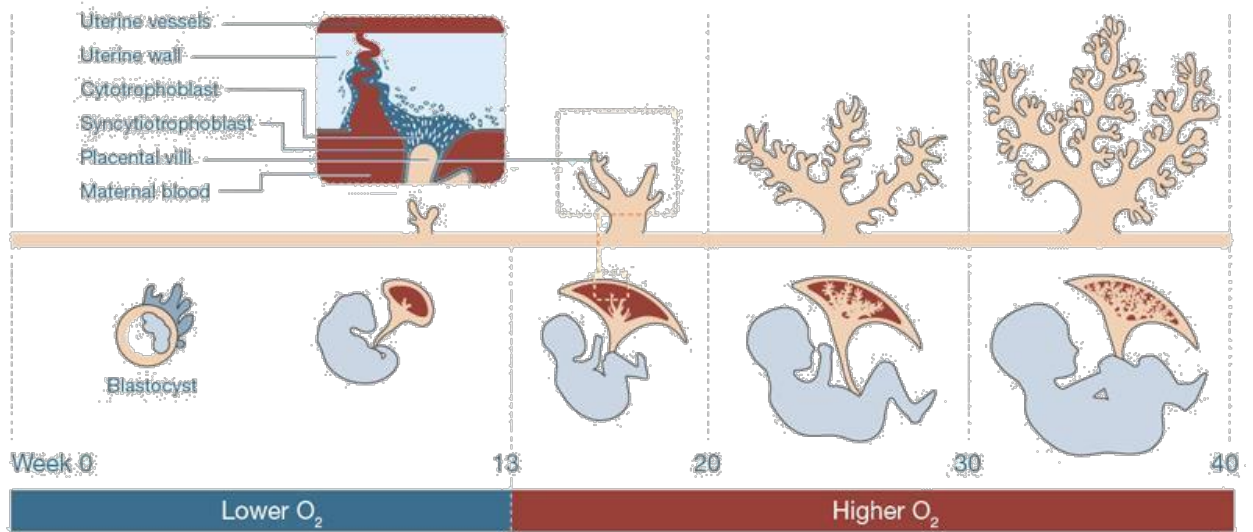 Uterine vessels
Uterine wall
Cytotrophoblast
Syncytiotrophoblast
Placental villi
Maternal blood
Blastocyst
Week 0
13
20
30
40
Lower O₂
Higher O₂